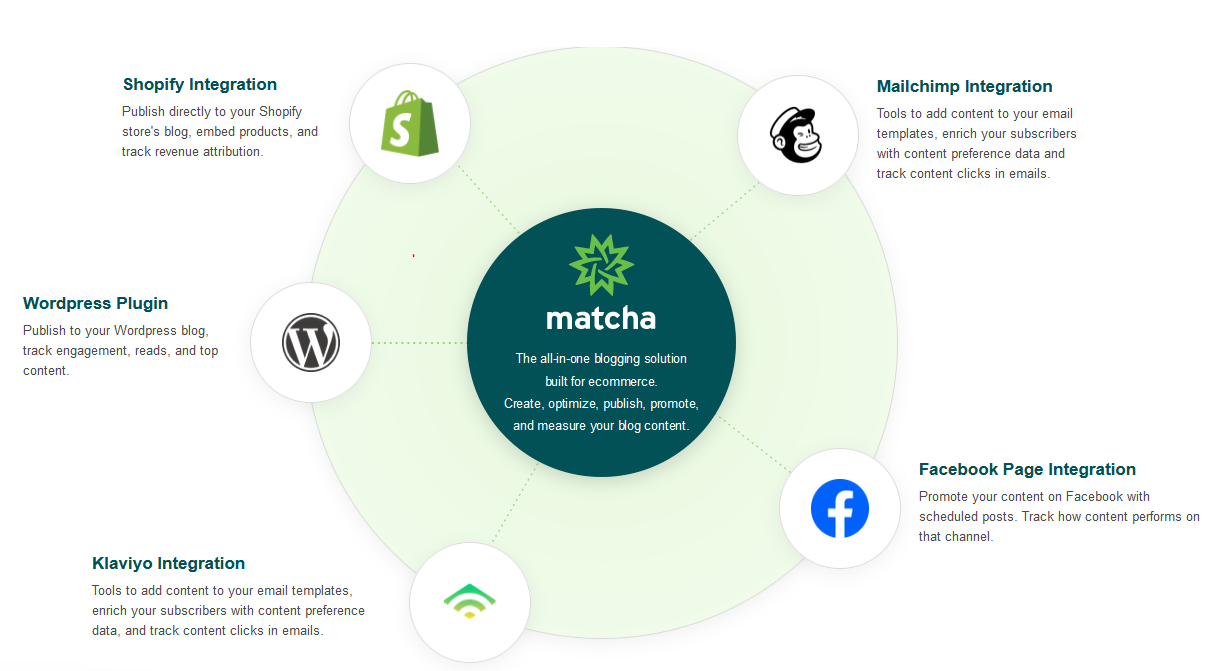 Shopify Integration
Publish directly to your Shopify
store's blog, embed products, and
track revenue attribution.
Mailchimp Integration
Tools to add content to your email
templates, enrich your subscribers
with content preference data and
track content clicks in emails.
Wordpress Plugin
Publish to your Wordpress blog,
track engagement, reads, and top
content.
matcha
The all-in-one blogging solution
built for ecommerce.
Create, optimize, publish, promote,
and measure your blog content.
Facebook Page Integration
Promote your content on Facebook with
scheduled posts. Track how content performs on
that channel.
Klaviyo Integration
Tools to add content to your email templates,
enrich your subscribers with content preference
data, and track content clicks in emails.